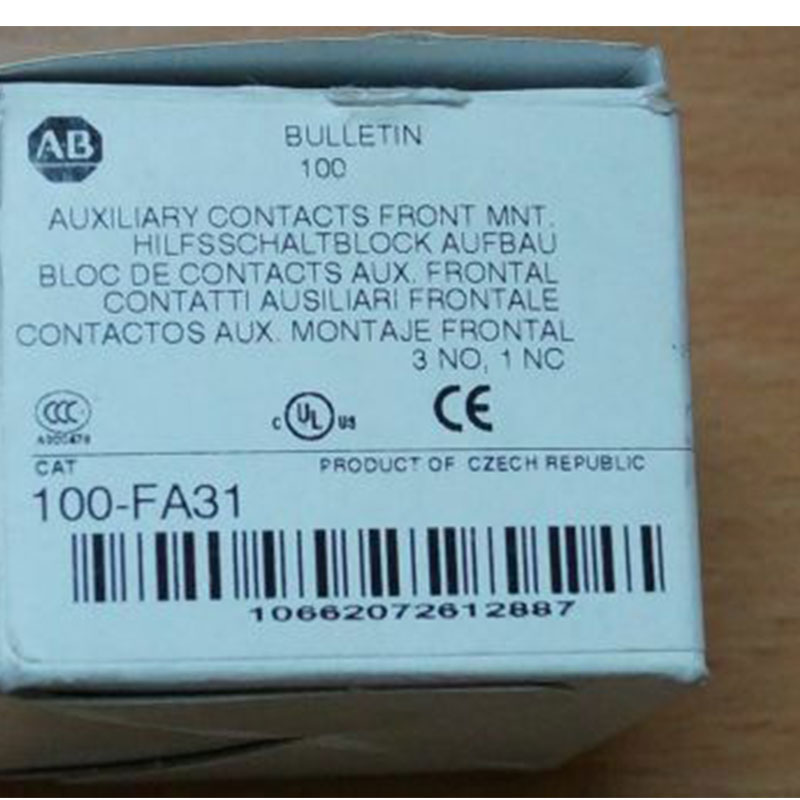 AB
BULLETIN
100
AUXILIARY CONTACTS FRONT MNT.
HILFSSCHALTBLOCK AUFBAU
BLOC DE CONTACTS AUX. FRONTAL
CONTATTI AUSILIARI FRONTALE
CONTACTOS AUX. MONTAJE FRONTAL
3 NO, 1 NC
CCC
C UL US CE
CAT PRODUCT OF CZECH REPUBLIC
100-FA31
10662072612887